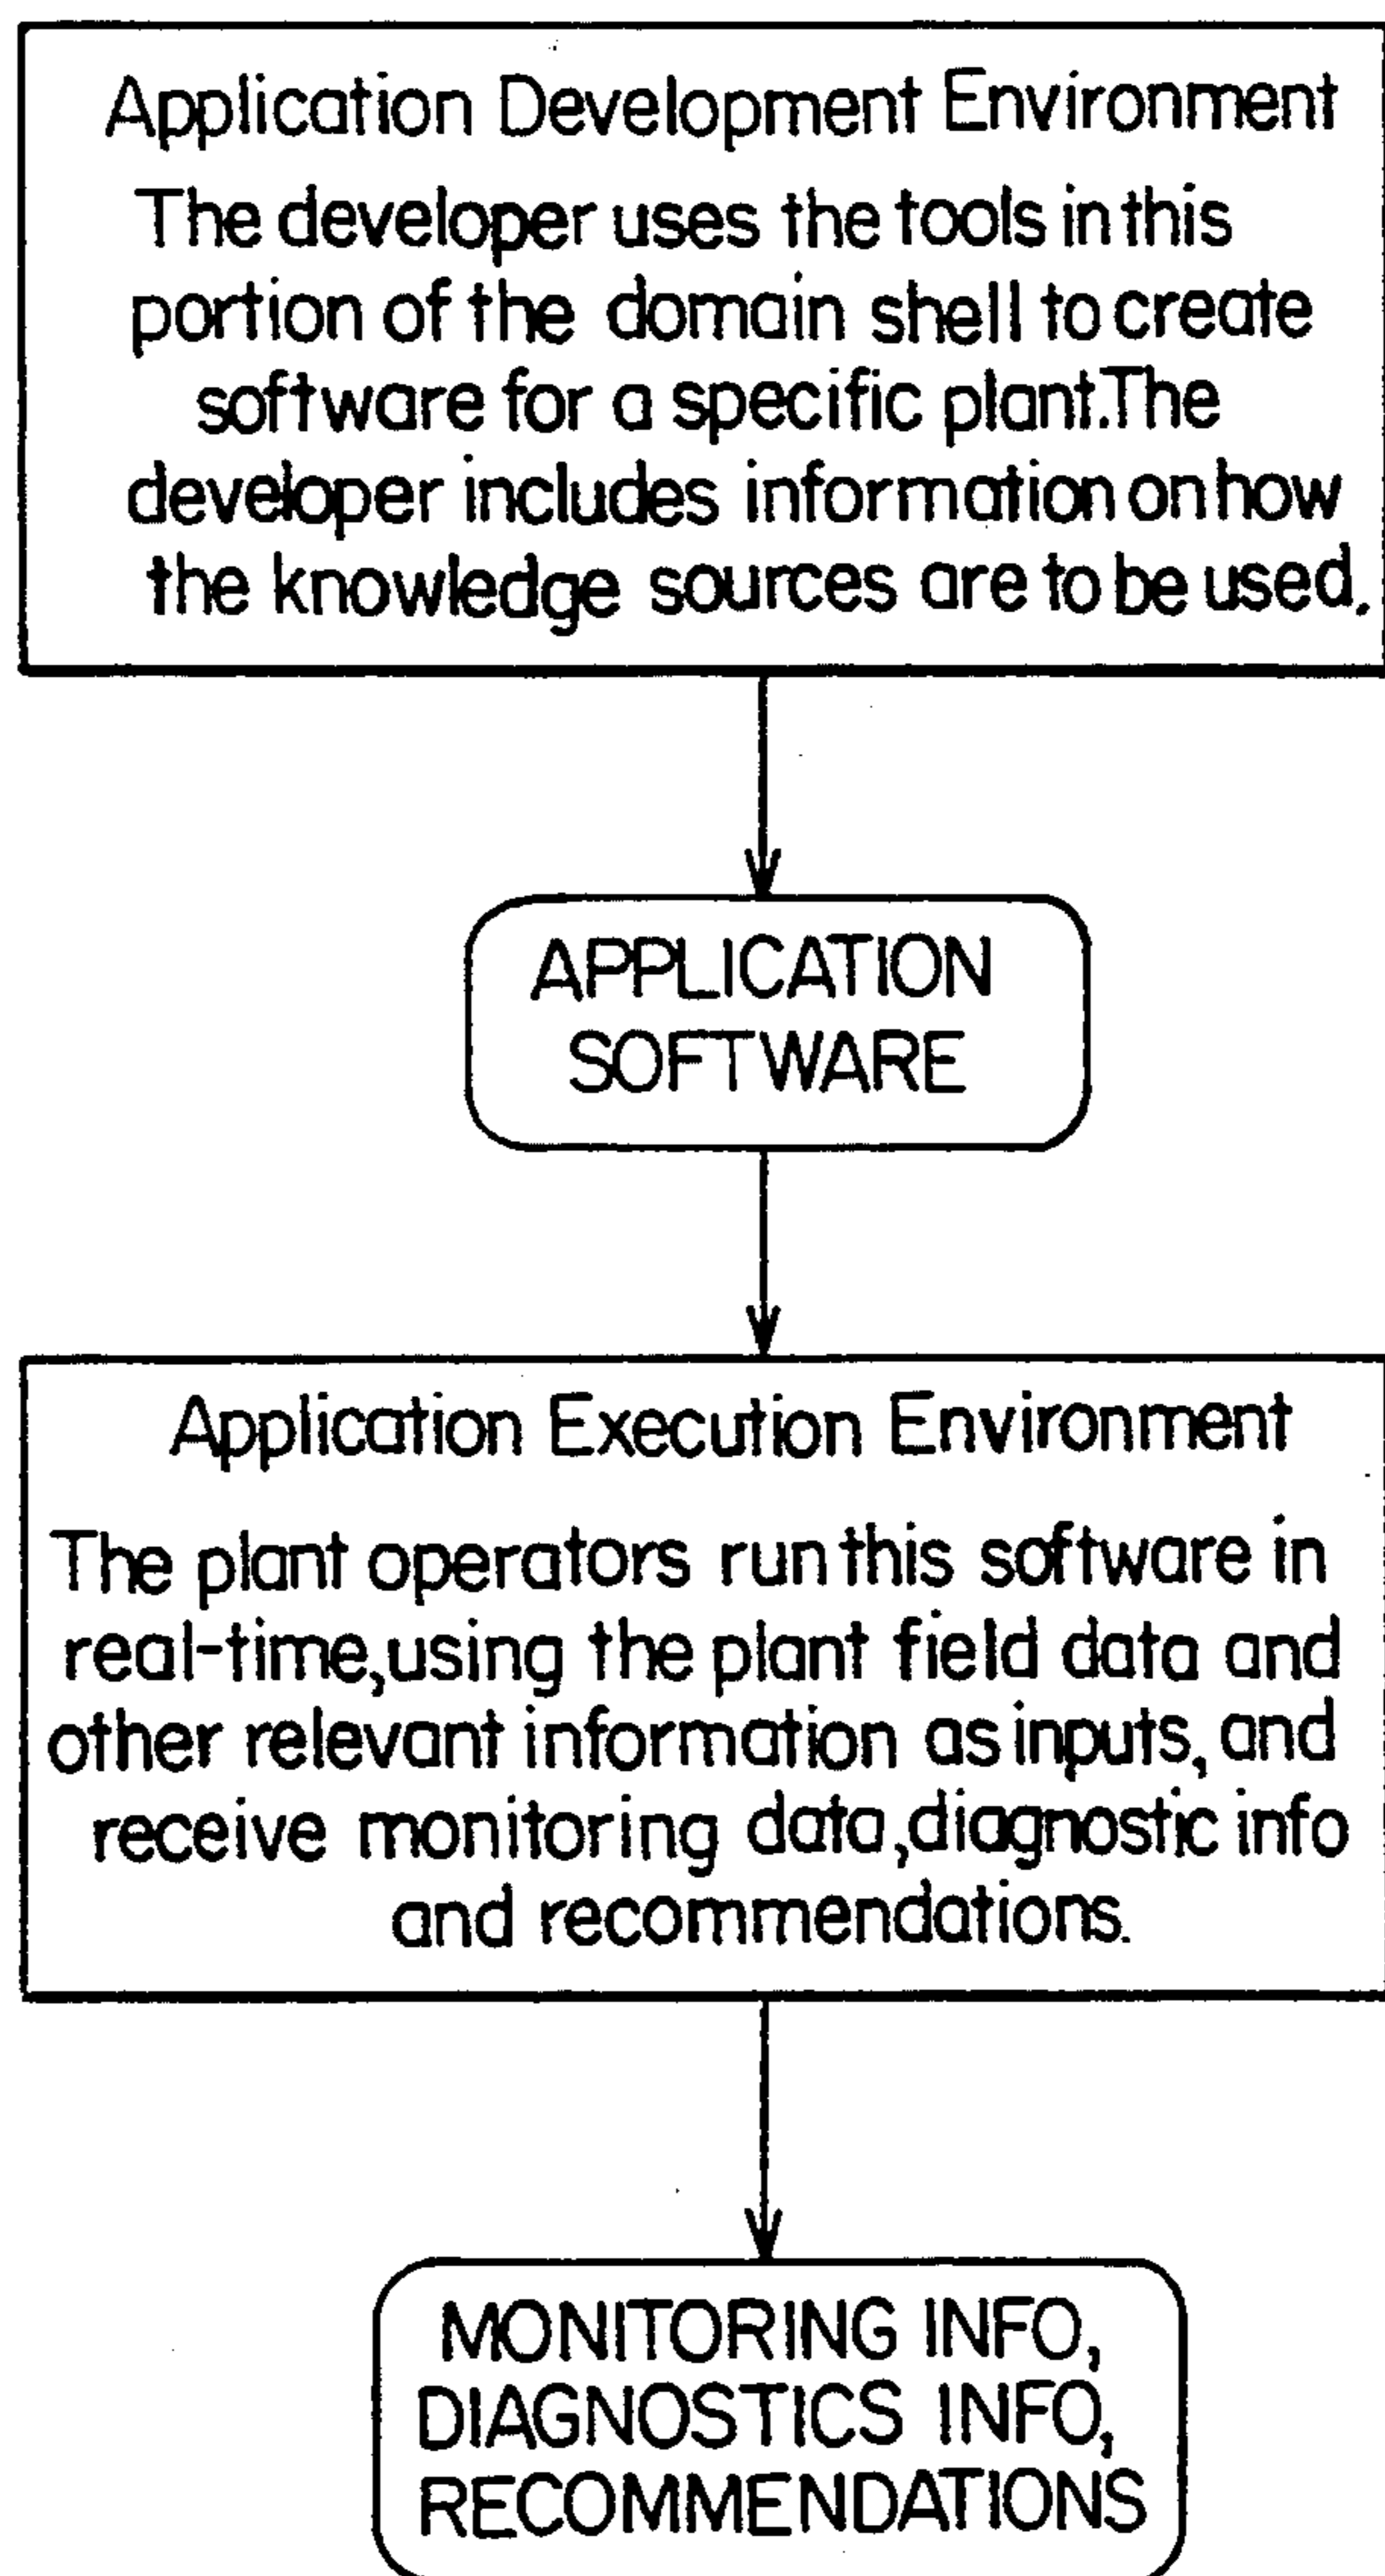 Application Development Environment
The developer uses the tools in this
portion of the domain shell to create
software for a specific plant. The
developer includes information on how
the knowledge sources are to be used.
APPLICATION
SOFTWARE
Application Execution Environment
The plant operators run this software in
real-time, using the plant field data and
other relevant information as inputs, and
receive monitoring data, diagnostic info
and recommendations.
MONITORING INFO,
DIAGNOSTICS INFO,
RECOMMENDATIONS